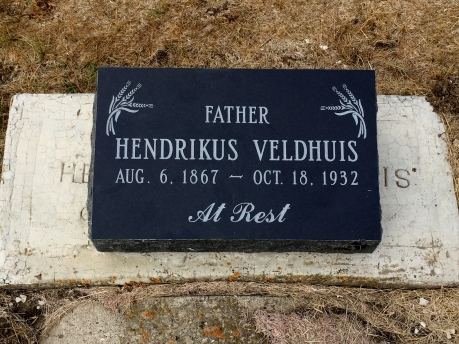 FATHER
HENDRIKUS VELDHUIS
AUG. 6, 1867 — OCT. 18, 1932
At Rest